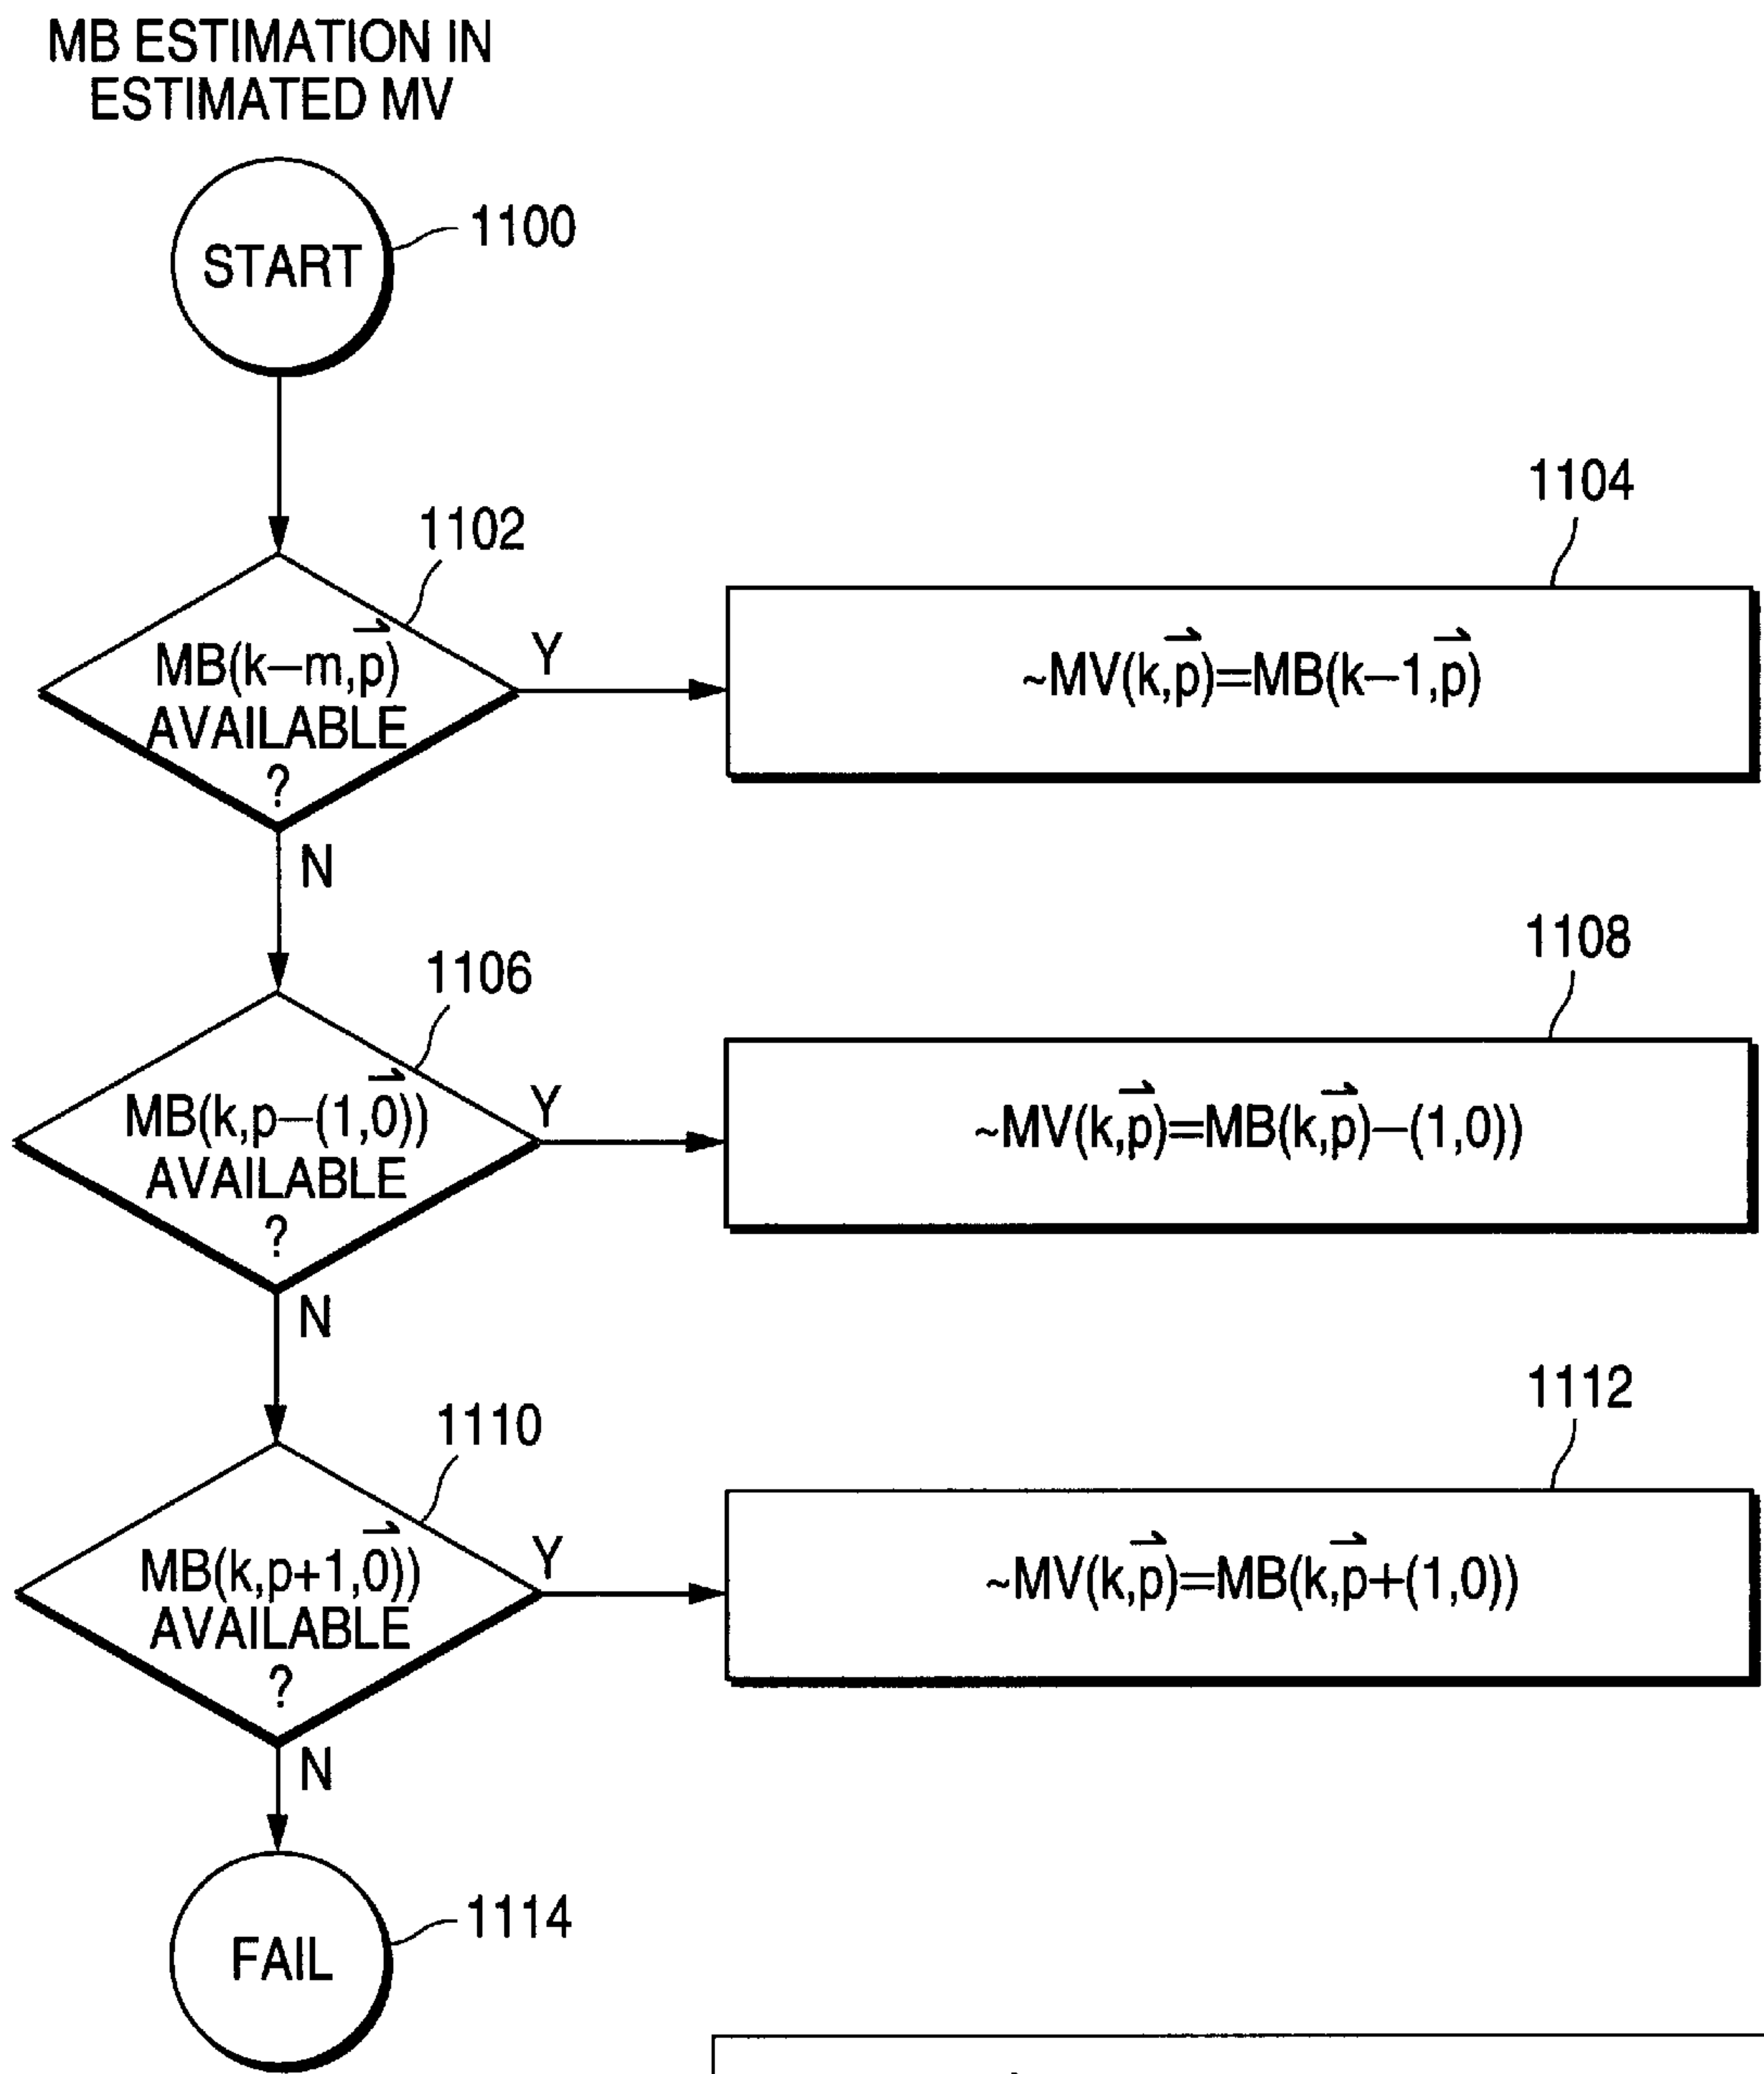 MB ESTIMATION IN
ESTIMATED MV
START
1100
1102
MB(k−m,p⃗)
AVAILABLE
?
Y
N
1104
~MV(k,p⃗)=MB(k−1,p⃗)
1106
MB(k,p−(1,0⃗))
AVAILABLE
?
Y
N
1108
~MV(k,p⃗)=MB(k,p⃗)−(1,0))
1110
MB(k,p+1,0⃗))
AVAILABLE
?
Y
N
1112
~MV(k,p⃗)=MB(k,p⃗+(1,0))
FAIL
1114